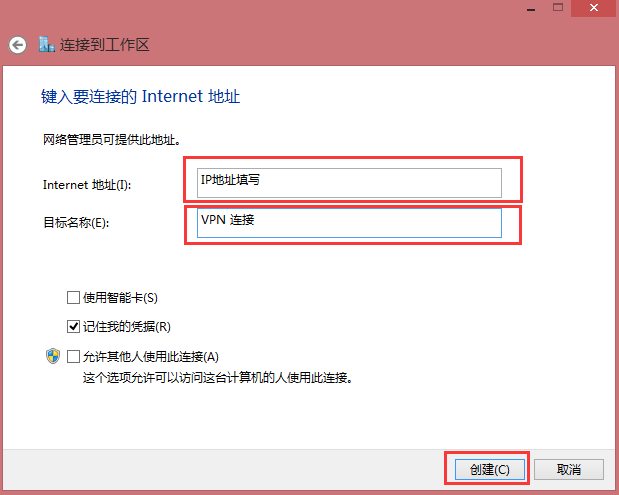 连接到工作区
键入要连接的 Internet 地址
网络管理员可提供此地址。
Internet 地址(I):
IP地址填写
目标名称(E):
VPN 连接
使用智能卡(S)
记住我的凭据(R)
允许其他人使用此连接(A)
这个选项允许可以访问这台计算机的人使用此连接。
创建(C)
取消